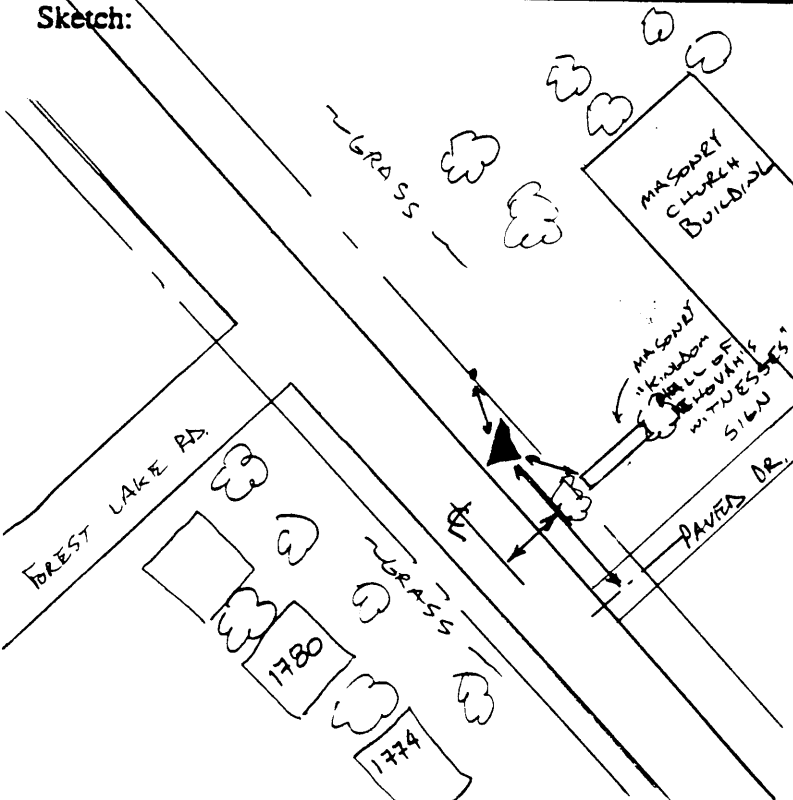 Sketch:
~GRASS~
MASONRY
CHURCH
BUILDING
MASONRY
"KINGDOM
HALL OF
JEHOVAH'S
WITNESSES"
SIGN
PAVED DR.
FOREST LAKE RD.
℄
~GRASS~
1780
1774